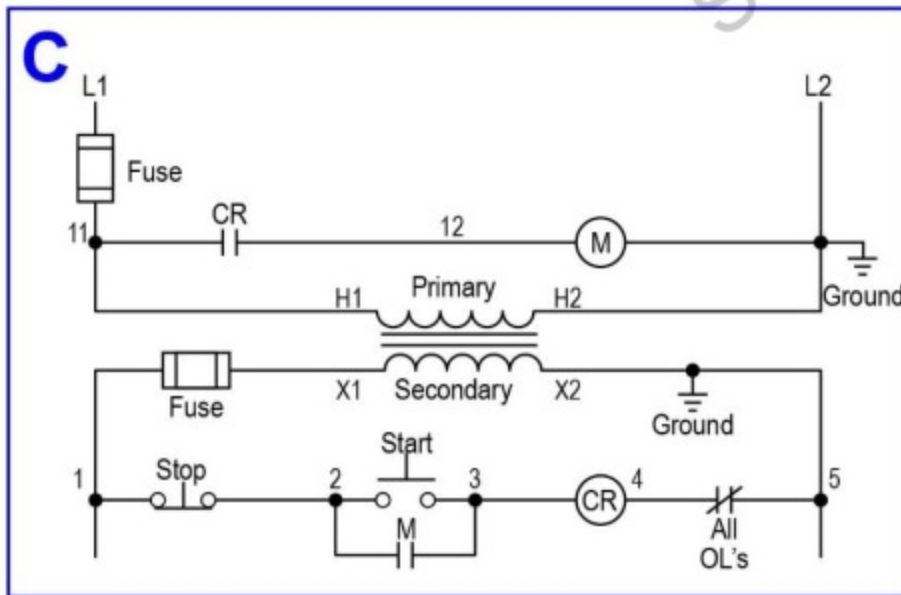 C
L1
L2
Fuse
CR
11
12
M
Ground
H1
Primary
H2
X1
Secondary
X2
Fuse
Ground
Start
1
Stop
2
3
CR
4
5
M
All
OL's